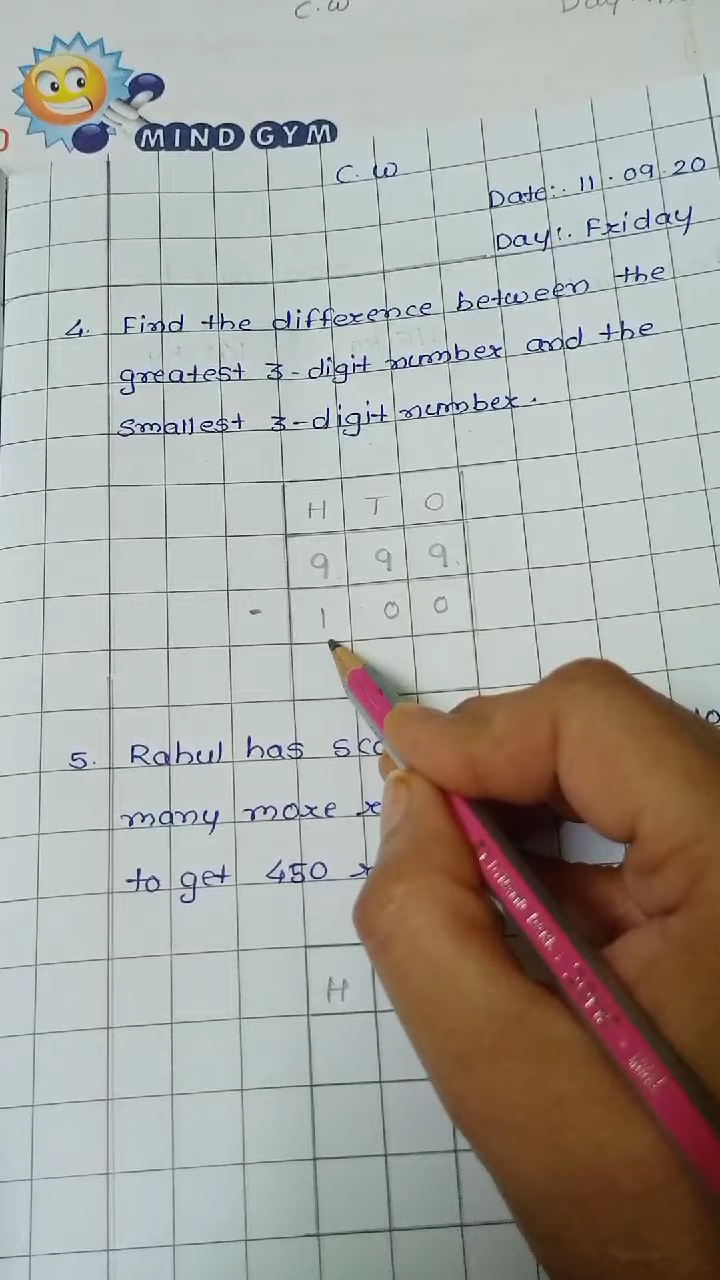 C.W
Day
MIND GYM
C.W
Date:. 11.09.20
Day:. Friday
4. Find the difference between the
greatest 3-digit number and the
smallest 3-digit number.
H T O
9 9 9
- 1 0 0
5. Rahul has
many more
to get 450
H